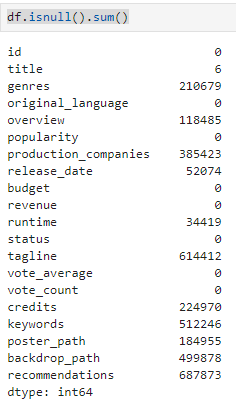 df.isnull().sum()
id 0
title 6
genres 210679
original_language 0
overview 118485
popularity 0
production_companies 385423
release_date 52074
budget 0
revenue 0
runtime 34419
status 0
tagline 614412
vote_average 0
vote_count 0
credits 224970
keywords 512246
poster_path 184955
backdrop_path 499878
recommendations 687873
dtype: int64